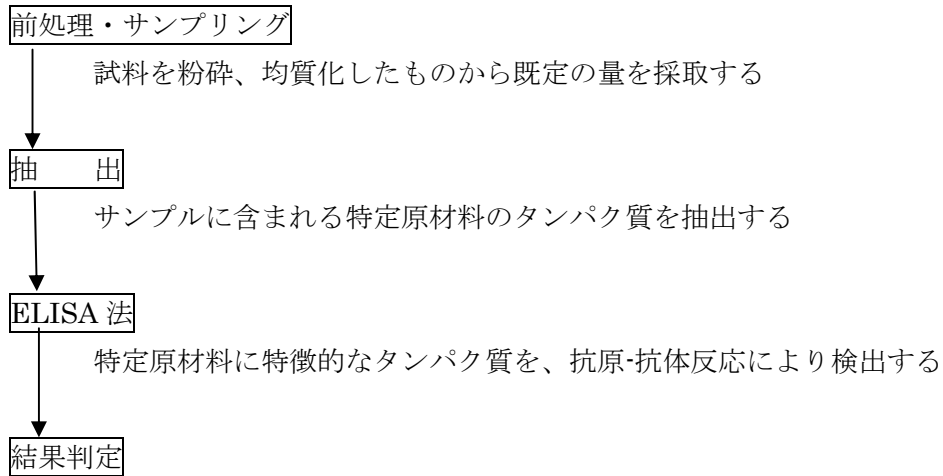 前処理・サンプリング
試料を粉砕、均質化したものから既定の量を採取する
抽　　出
サンプルに含まれる特定原材料のタンパク質を抽出する
ELISA 法
特定原材料に特徴的なタンパク質を、抗原-抗体反応により検出する
結果判定